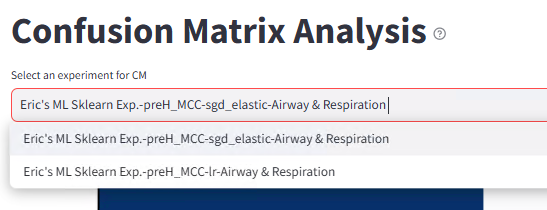 Confusion Matrix Analysis
Select an experiment for CM
Eric's ML Sklearn Exp.-preH_MCC-sgd_elastic-Airway & Respiration
Eric's ML Sklearn Exp.-preH_MCC-sgd_elastic-Airway & Respiration
Eric's ML Sklearn Exp.-preH_MCC-lr-Airway & Respiration